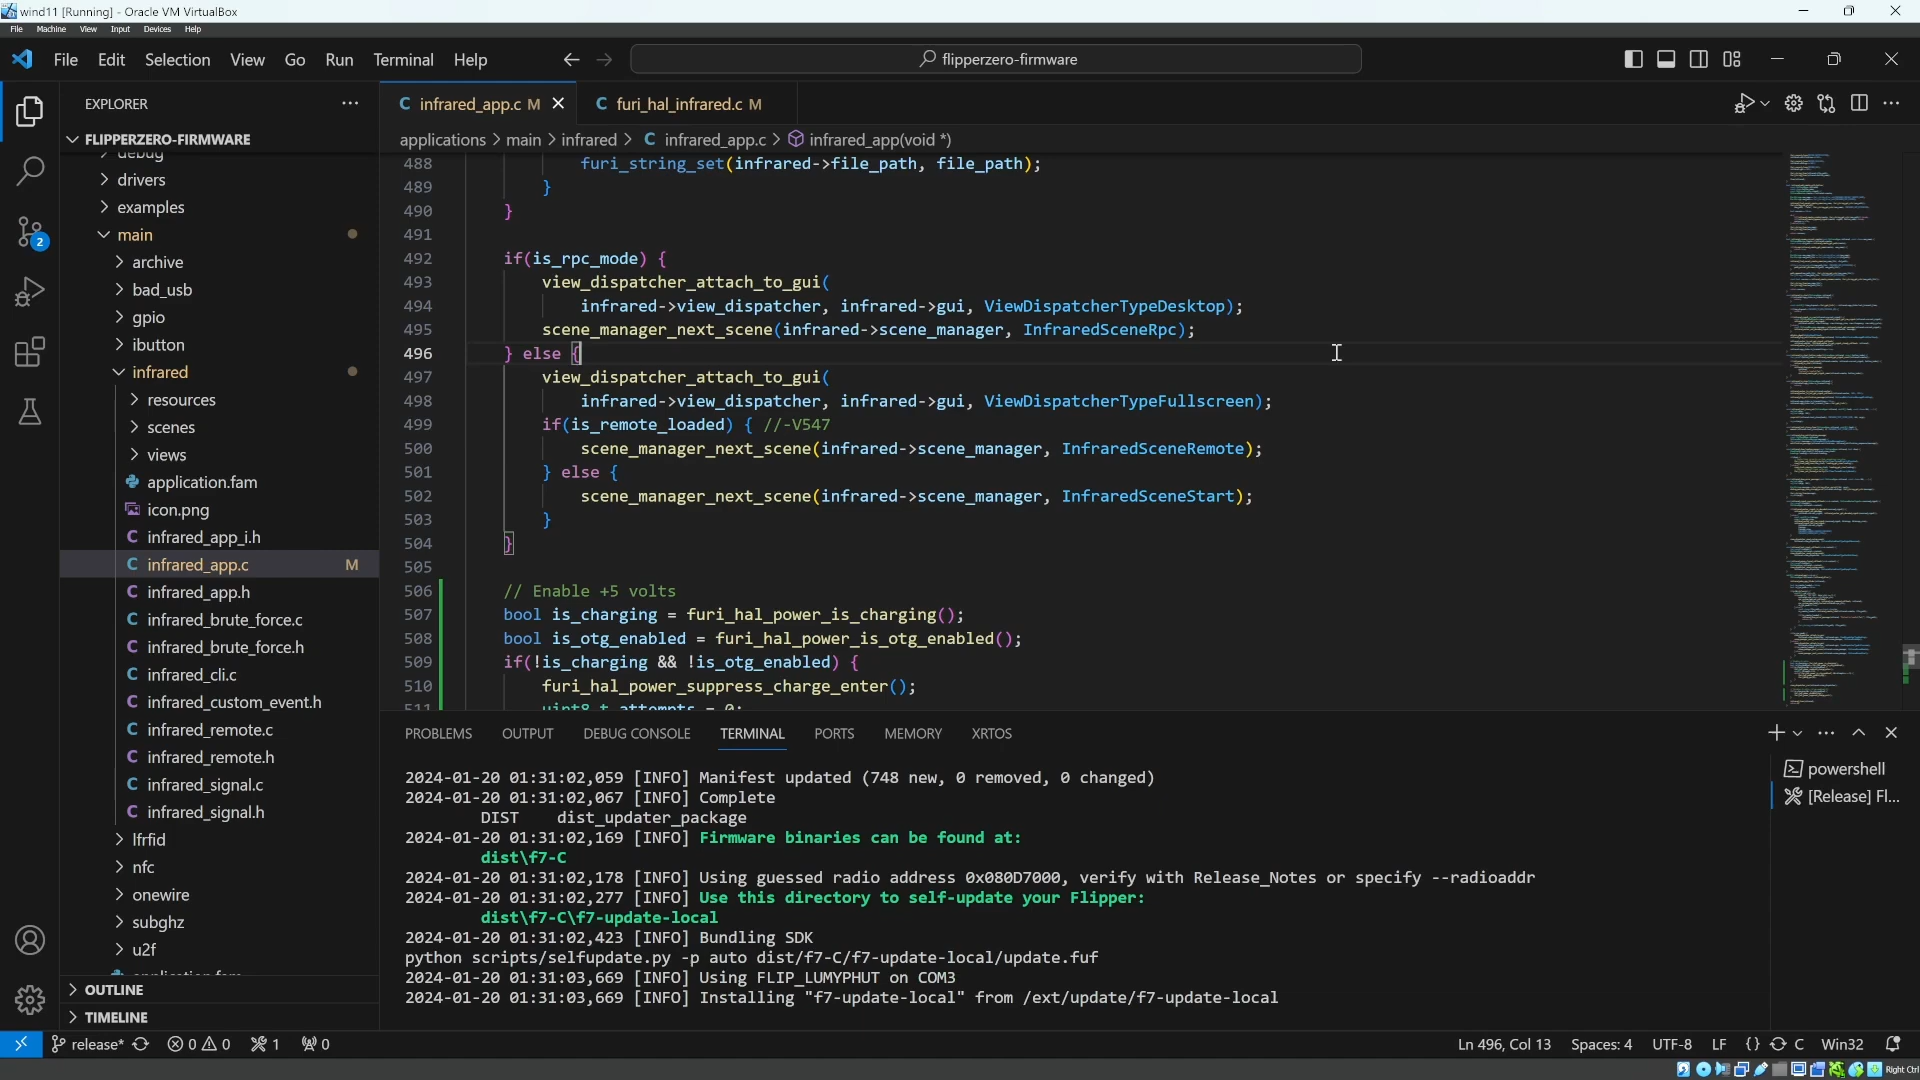 wind11 [Running] - Oracle VM VirtualBox
File Machine View Input Devices Help
File Edit Selection View Go Run Terminal Help
flipperzero-firmware
EXPLORER
infrared_app.c M
furi_hal_infrared.c M
FLIPPERZERO-FIRMWARE
applications > main > infrared > C infrared_app.c > infrared_app(void *)
debug
drivers
examples
main
archive
bad_usb
gpio
ibutton
infrared
resources
scenes
views
application.fam
icon.png
C infrared_app_i.h
C infrared_app.c M
C infrared_app.h
C infrared_brute_force.c
C infrared_brute_force.h
C infrared_cli.c
C infrared_custom_event.h
C infrared_remote.c
C infrared_remote.h
C infrared_signal.c
C infrared_signal.h
lfrfid
nfc
onewire
subghz
u2f
OUTLINE
TIMELINE
2
488 furi_string_set(infrared->file_path, file_path);
489 }
490 }
491
492 if(is_rpc_mode) {
493 view_dispatcher_attach_to_gui(
494 infrared->view_dispatcher, infrared->gui, ViewDispatcherTypeDesktop);
495 scene_manager_next_scene(infrared->scene_manager, InfraredSceneRpc);
496 } else {
497 view_dispatcher_attach_to_gui(
498 infrared->view_dispatcher, infrared->gui, ViewDispatcherTypeFullscreen);
499 if(is_remote_loaded) { //-V547
500 scene_manager_next_scene(infrared->scene_manager, InfraredSceneRemote);
501 } else {
502 scene_manager_next_scene(infrared->scene_manager, InfraredSceneStart);
503 }
504 }
505
506 // Enable +5 volts
507 bool is_charging = furi_hal_power_is_charging();
508 bool is_otg_enabled = furi_hal_power_is_otg_enabled();
509 if(!is_charging && !is_otg_enabled) {
510 furi_hal_power_suppress_charge_enter();
511 uint8_t attempts = 0;
PROBLEMS OUTPUT DEBUG CONSOLE TERMINAL PORTS MEMORY XRTOS
powershell
[Release] Fl...
2024-01-20 01:31:02,059 [INFO] Manifest updated (748 new, 0 removed, 0 changed)
2024-01-20 01:31:02,067 [INFO] Complete
DIST dist_updater_package
2024-01-20 01:31:02,169 [INFO] Firmware binaries can be found at:
dist\f7-C
2024-01-20 01:31:02,178 [INFO] Using guessed radio address 0x080D7000, verify with Release_Notes or specify --radioaddr
2024-01-20 01:31:02,277 [INFO] Use this directory to self-update your Flipper:
dist\f7-C\f7-update-local
2024-01-20 01:31:02,423 [INFO] Bundling SDK
python scripts/selfupdate.py -p auto dist/f7-C/f7-update-local/update.fuf
2024-01-20 01:31:03,669 [INFO] Using FLIP_LUMYPHUT on COM3
2024-01-20 01:31:03,669 [INFO] Installing "f7-update-local" from /ext/update/f7-update-local
release* 0 0 1 0
Ln 496, Col 13 Spaces: 4 UTF-8 LF {} C Win32
Right Ctrl